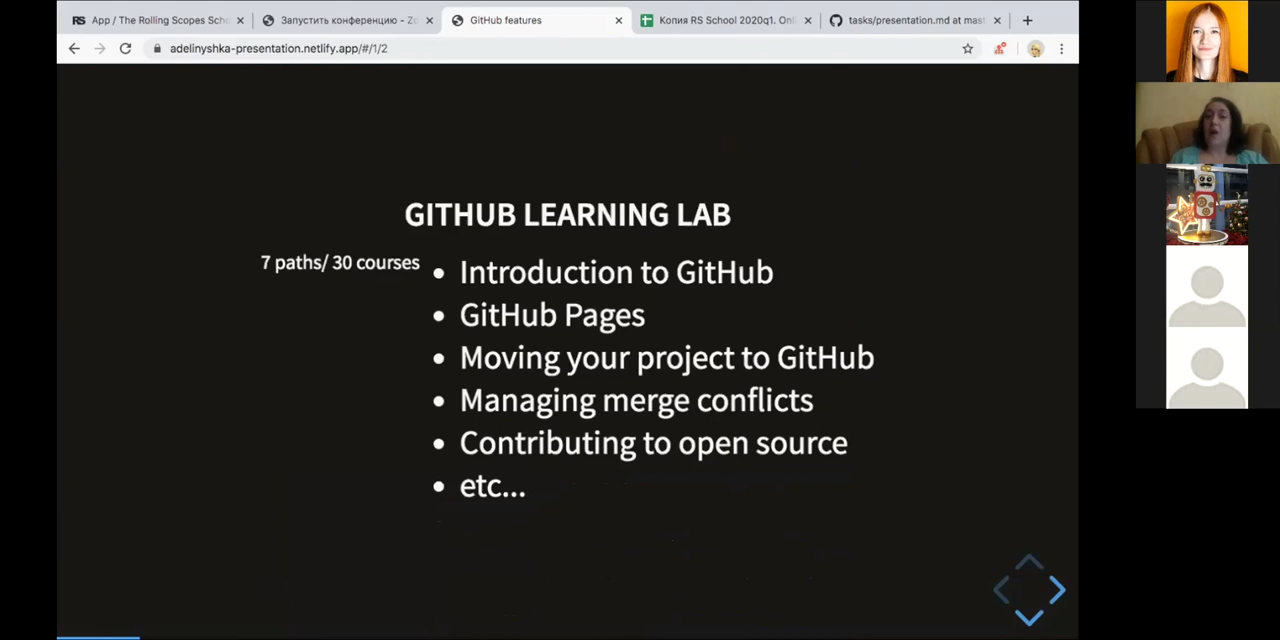 App / The Rolling Scopes Scho
Запустить конференцию - Zo
GitHub features
Копия RS School 2020q1. Onl
tasks/presentation.md at mast
adelinyshka-presentation.netlify.app/#/1/2
GITHUB LEARNING LAB
7 paths/ 30 courses
• Introduction to GitHub
• GitHub Pages
• Moving your project to GitHub
• Managing merge conflicts
• Contributing to open source
• etc...